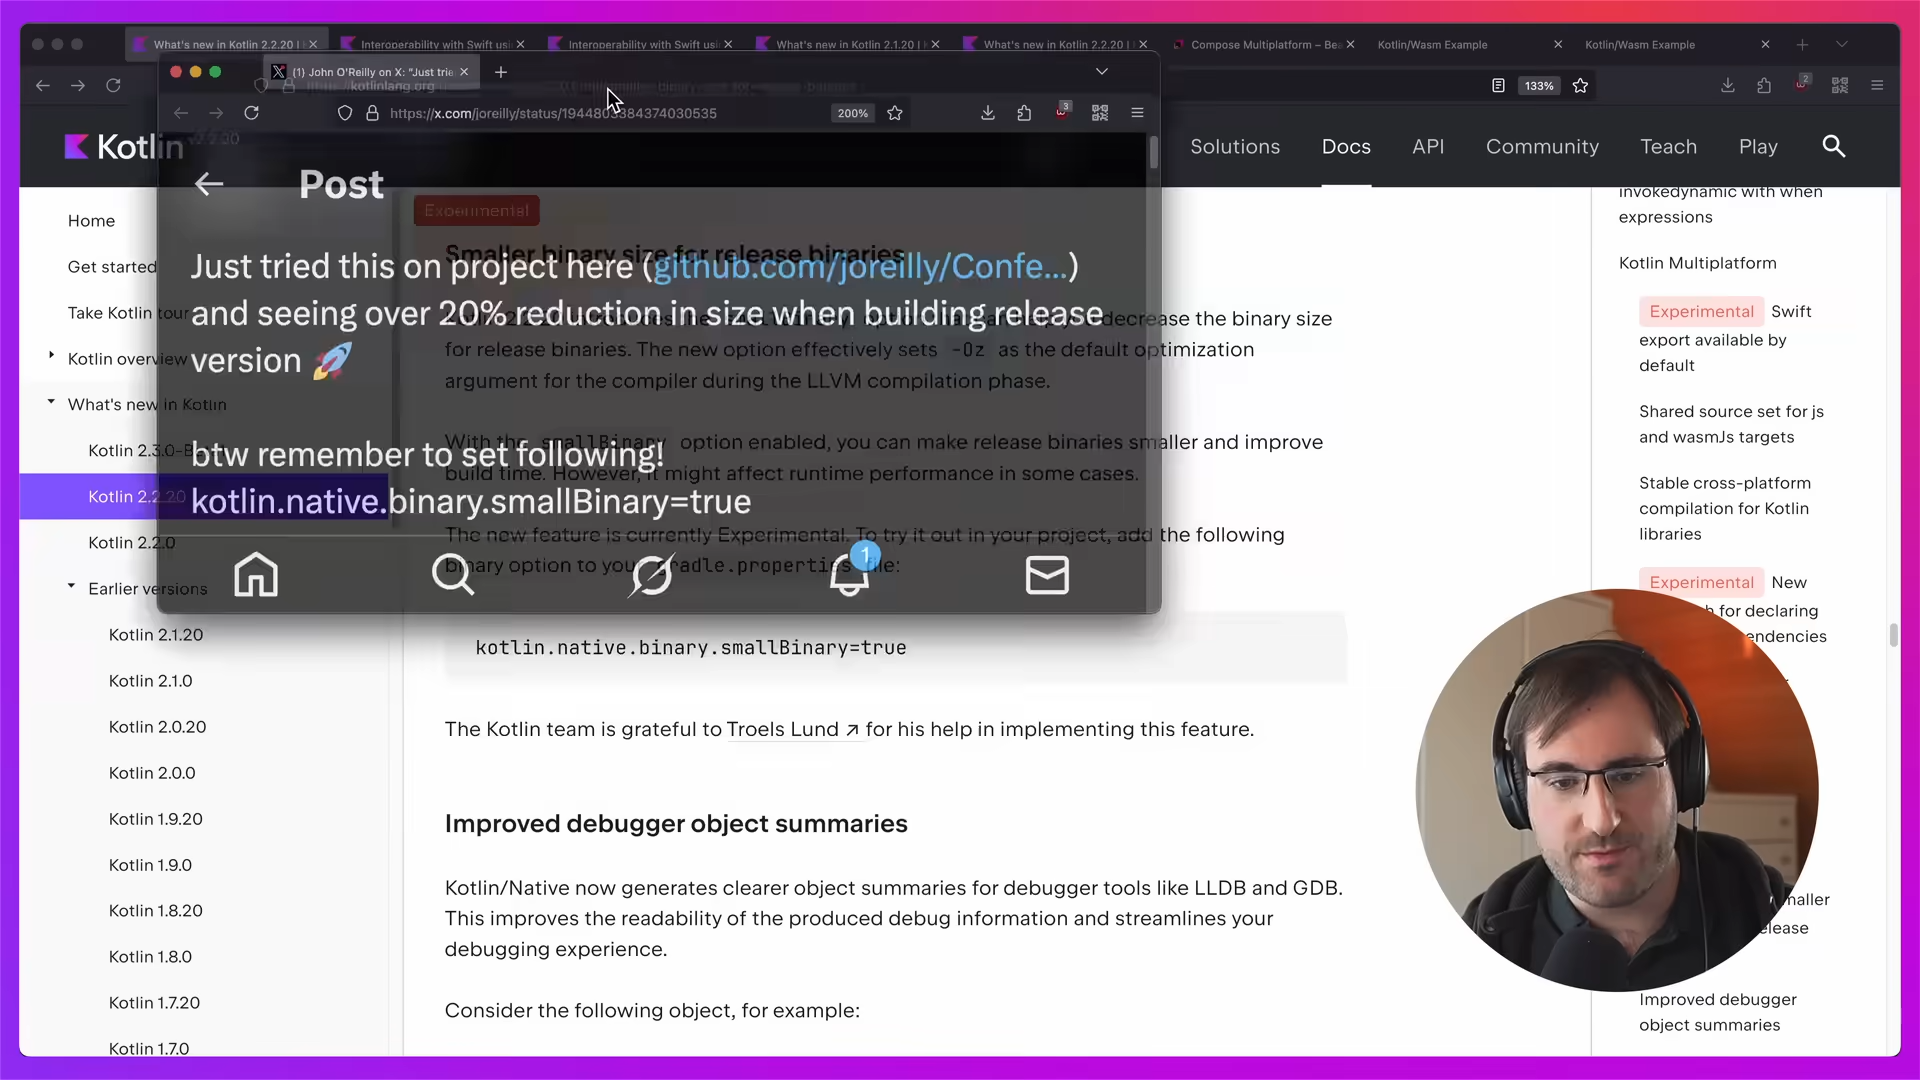 What's new in Kotlin 2.2.20 |
Interoperability with Swift usi
Interoperability with Swift usi
What's new in Kotlin 2.1.20 |
What's new in Kotlin 2.2.20 |
Compose Multiplatform – Be
Kotlin/Wasm Example
Kotlin/Wasm Example
133%
2
(1) John O'Reilly on X: "Just trie
https://kotlinlang.org
https://x.com/joreilly/status/1944803384374030535
200%
3
Kotlin
Solutions
Docs
API
Community
Teach
Play
Post
Just tried this on project here (github.com/joreilly/Confe...)
and seeing over 20% reduction in size when building release
version 🚀
btw remember to set following!
kotlin.native.binary.smallBinary=true
1
Home
Get started
Take Kotlin tour
Kotlin overview
What's new in Kotlin
Kotlin 2.3.0-B
Kotlin 2.2.20
Kotlin 2.2.0
Earlier versions
Kotlin 2.1.20
Kotlin 2.1.0
Kotlin 2.0.20
Kotlin 2.0.0
Kotlin 1.9.20
Kotlin 1.9.0
Kotlin 1.8.20
Kotlin 1.8.0
Kotlin 1.7.20
Kotlin 1.7.0
Experimental
Smaller binary size for release binaries
decrease the binary size
for release binaries. The new option effectively sets -Oz as the default optimization
argument for the compiler during the LLVM compilation phase.
With the smallBinary option enabled, you can make release binaries smaller and improve
build time. However, it might affect runtime performance in some cases.
The new feature is currently Experimental. To try it out in your project, add the following
binary option to your gradle.properties file:
kotlin.native.binary.smallBinary=true
The Kotlin team is grateful to Troels Lund ↗ for his help in implementing this feature.
Improved debugger object summaries
Kotlin/Native now generates clearer object summaries for debugger tools like LLDB and GDB.
This improves the readability of the produced debug information and streamlines your
debugging experience.
Consider the following object, for example:
invokedynamic with when
expressions
Kotlin Multiplatform
Experimental Swift
export available by
default
Shared source set for js
and wasmJs targets
Stable cross-platform
compilation for Kotlin
libraries
Experimental New
for declaring
endencies
maller
elease
Improved debugger
object summaries